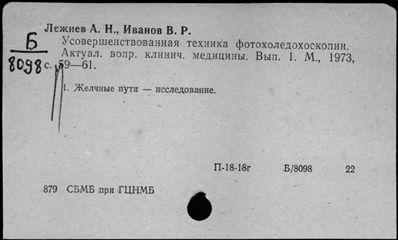 Лежнев А. Н., Иванов В. Р.
Б
8098
Усовершенствованная техника фотохоледохоскопии.
Актуал. вопр. клинич. медицины. Вып. 1. М., 1973,
с. 59—61.
1. Желчные пути — исследование.
П-18-18г Б/8098 22
879 СБМБ при ГЦНМБ